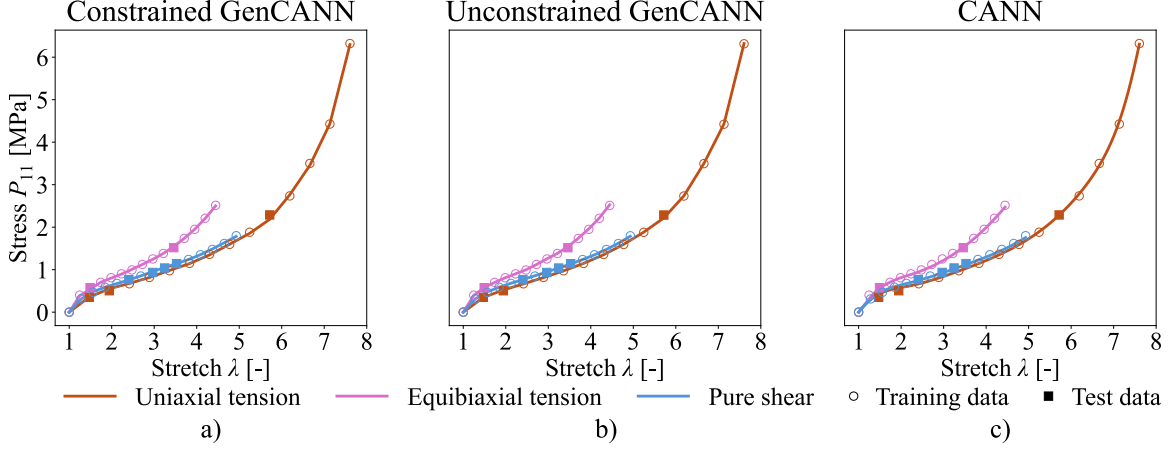 Constrained GenCANN
Unconstrained GenCANN
CANN
Stress P₁₁ [MPa]
6
5
4
3
2
1
0
1 2 3 4 5 6 7 8
1 2 3 4 5 6 7 8
1 2 3 4 5 6 7 8
Stretch λ [-]
Stretch λ [-]
Stretch λ [-]
Uniaxial tension
Equibiaxial tension
Pure shear
Training data
Test data
a)
b)
c)